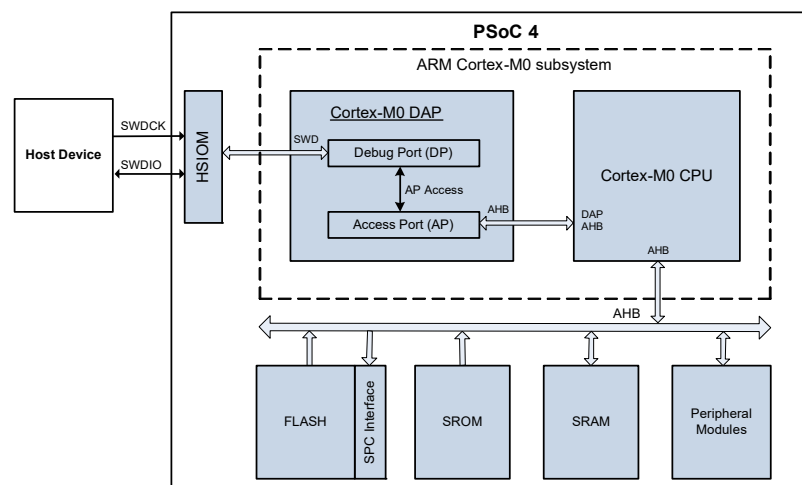 PSoC 4
ARM Cortex-M0 subsystem
Host Device
SWDCK
SWDIO
HSIOM
SWD
Cortex-M0 DAP
Debug Port (DP)
AP Access
Access Port (AP)
AHB
DAP
AHB
Cortex-M0 CPU
AHB
AHB
FLASH
SPC Interface
SROM
SRAM
Peripheral
Modules